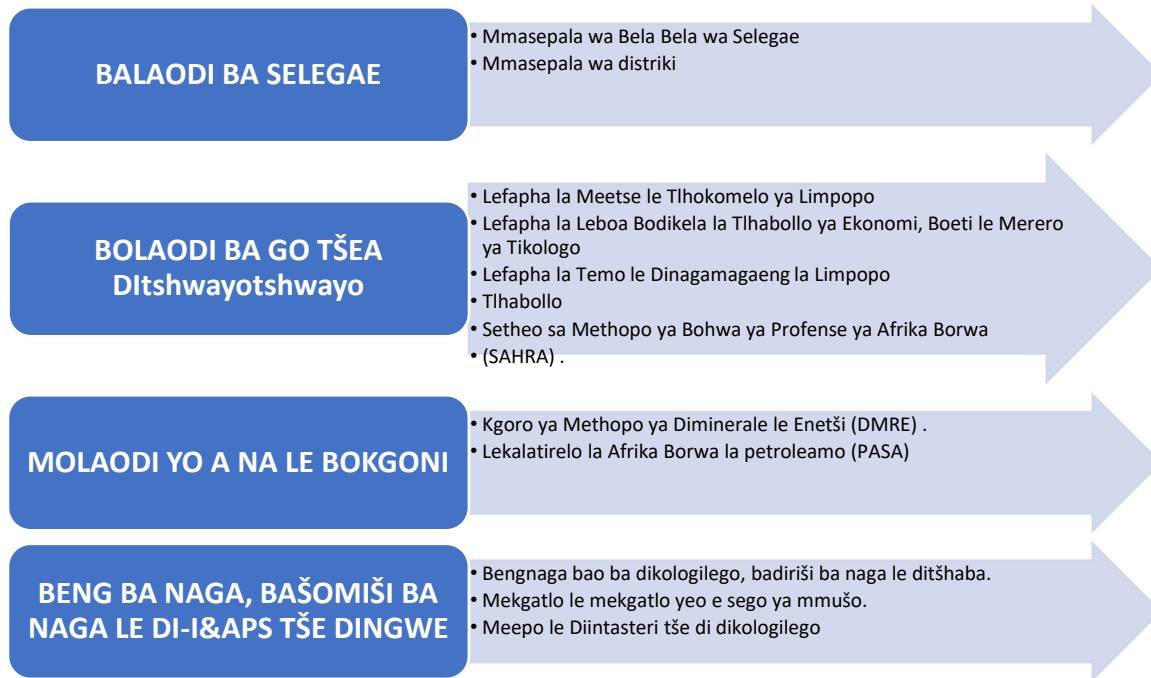 BALAODI BA SELEGAE
• Mmasepala wa Bela Bela wa Selegae
• Mmasepala wa distriki
BOLAODI BA GO TŠEA
DItshwayotshwayo
• Lefapha la Meetse le Tlhokomelo ya Limpopo
• Lefapha la Leboa Bodikela la Tlhabollo ya Ekonomi, Boeti le Merero
ya Tikologo
• Lefapha la Temo le Dinagamagaeng la Limpopo
• Tlhabollo
• Setheo sa Methopo ya Bohwa ya Profense ya Afrika Borwa
• (SAHRA) .
MOLAODI YO A NA LE BOKGONI
• Kgoro ya Methopo ya Diminerale le Enetši (DMRE) .
• Lekalatirelo la Afrika Borwa la petroleamo (PASA)
BENG BA NAGA, BAŠOMIŠI BA
NAGA LE DI-I&APS TŠE DINGWE
• Bengnaga bao ba dikologilego, badiriši ba naga le ditšhaba.
• Mekgatlo le mekgatlo yeo e sego ya mmušo.
• Meepo le Diintasteri tše di dikologilego